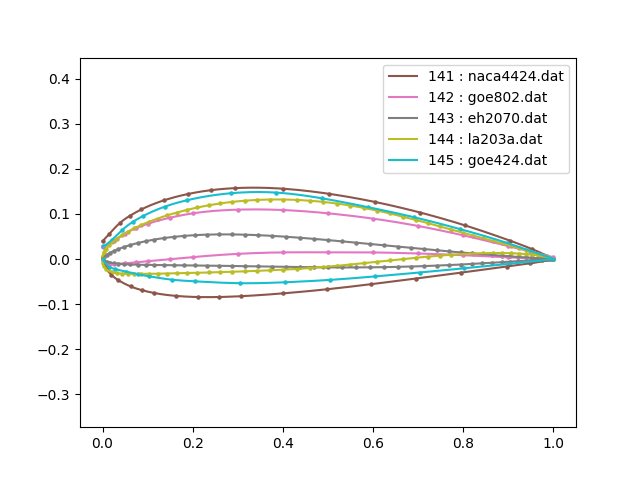 0.4
0.3
0.2
0.1
0.0
−0.1
−0.2
−0.3
0.0 0.2 0.4 0.6 0.8 1.0
141 : naca4424.dat
142 : goe802.dat
143 : eh2070.dat
144 : la203a.dat
145 : goe424.dat